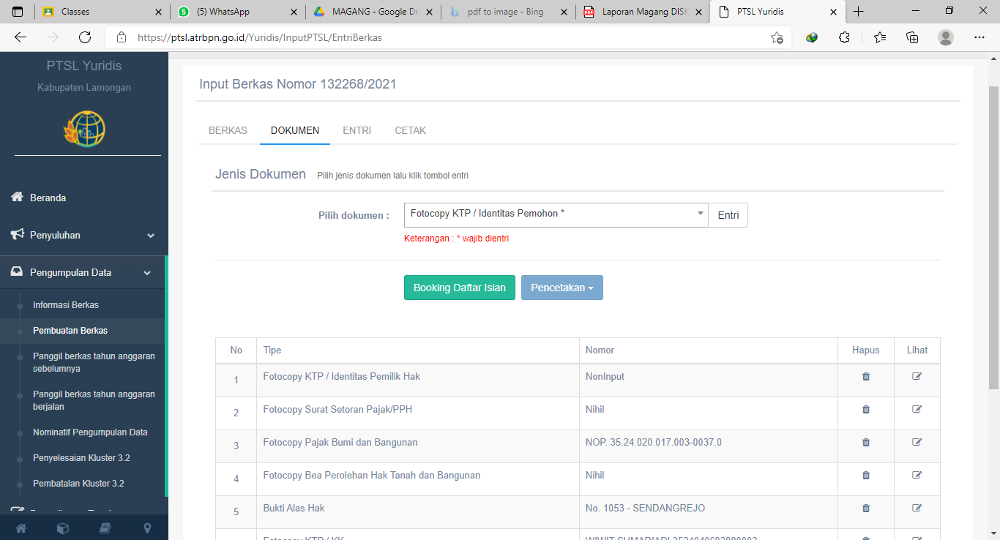 Classes
(5) WhatsApp
MAGANG - Google Dr
pdf to image - Bing
Laporan Magang DISK
PTSL Yuridis
https://ptsl.atrbpn.go.id/Yuridis/InputPTSL/EntriBerkas
PTSL Yuridis
Kabupaten Lamongan
Beranda
Penyuluhan
Pengumpulan Data
Informasi Berkas
Pembuatan Berkas
Panggil berkas tahun anggaran
sebelumnya
Panggil berkas tahun anggaran
berjalan
Nominatif Pengumpulan Data
Penyelesaian Kluster 3.2
Pembatalan Kluster 3.2
Input Berkas Nomor 132268/2021
BERKAS DOKUMEN ENTRI CETAK
Jenis Dokumen Pilih jenis dokumen lalu klik tombol entri
Pilih dokumen : Fotocopy KTP / Identitas Pemohon * Entri
Keterangan : * wajib dientri
Booking Daftar Isian Pencetakan
No Tipe Nomor Hapus Lihat
1 Fotocopy KTP / Identitas Pemilik Hak NonInput
2 Fotocopy Surat Setoran Pajak/PPH Nihil
3 Fotocopy Pajak Bumi dan Bangunan NOP. 35.24.020.017.003-0037.0
4 Fotocopy Bea Perolehan Hak Tanah dan Bangunan Nihil
5 Bukti Alas Hak No. 1053 - SENDANGREJO
Fotocopy KTP / KK